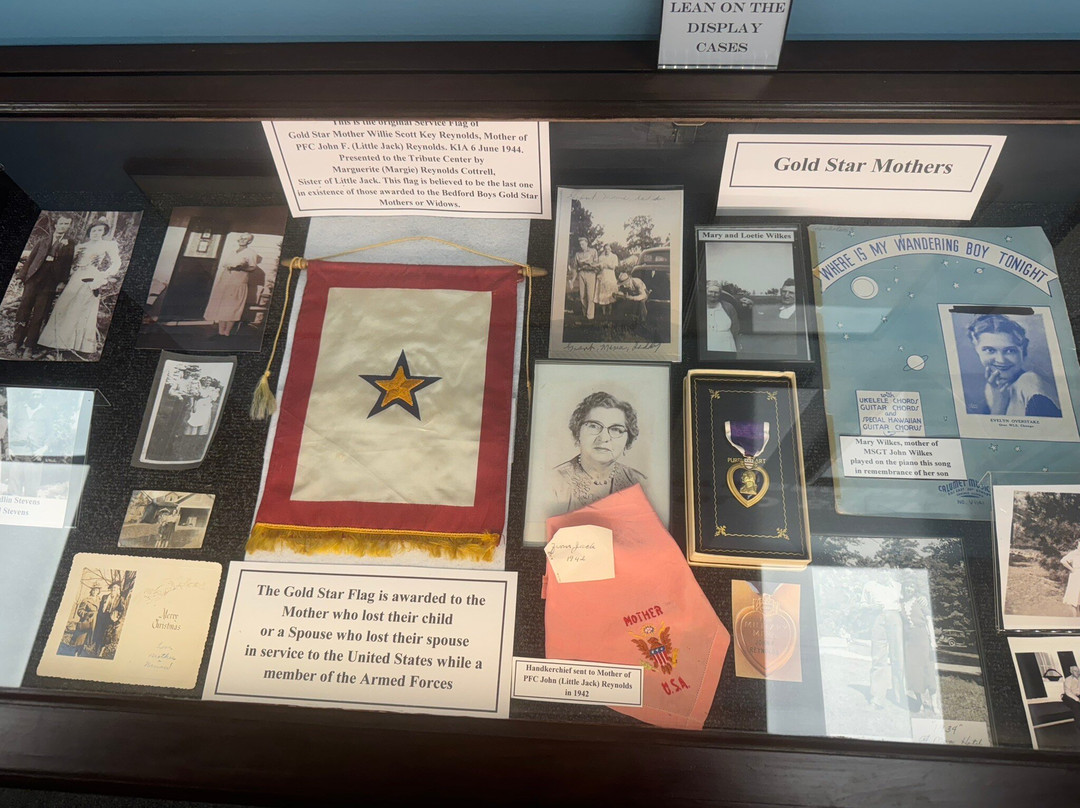 LEAN ON THE
DISPLAY
CASES
This is the original Service Flag of
Gold Star Mother Willie Scott Key Reynolds, Mother of
PFC John F. (Little Jack) Reynolds. KIA 6 June 1944.
Presented to the Tribute Center by
Marguerite (Margie) Reynolds Cottrell,
Sister of Little Jack. This flag is believed to be the last one
in existence of those awarded to the Bedford Boys Gold Star
Mothers or Widows.
Gold Star Mothers
Mary and Loetie Wilkes
WHERE IS MY WANDERING BOY TONIGHT
UKELELE CHORDS
GUITAR CHORDS
and
SPECIAL HAWAIIAN
GUITAR CHORUS
EVELYN OVERSTAKE
Mary Wilkes, mother of
MSGT John Wilkes
played on the piano this song
in remembrance of her son
CALUMET
PURPLE HEART
Stevens
Stevens
Merry
Christmas
The Gold Star Flag is awarded to the
Mother who lost their child
or a Spouse who lost their spouse
in service to the United States while a
member of the Armed Forces
From Jack
1942
MOTHER
U.S.A.
Handkerchief sent to Mother of
PFC John (Little Jack) Reynolds
in 1942
MERIT